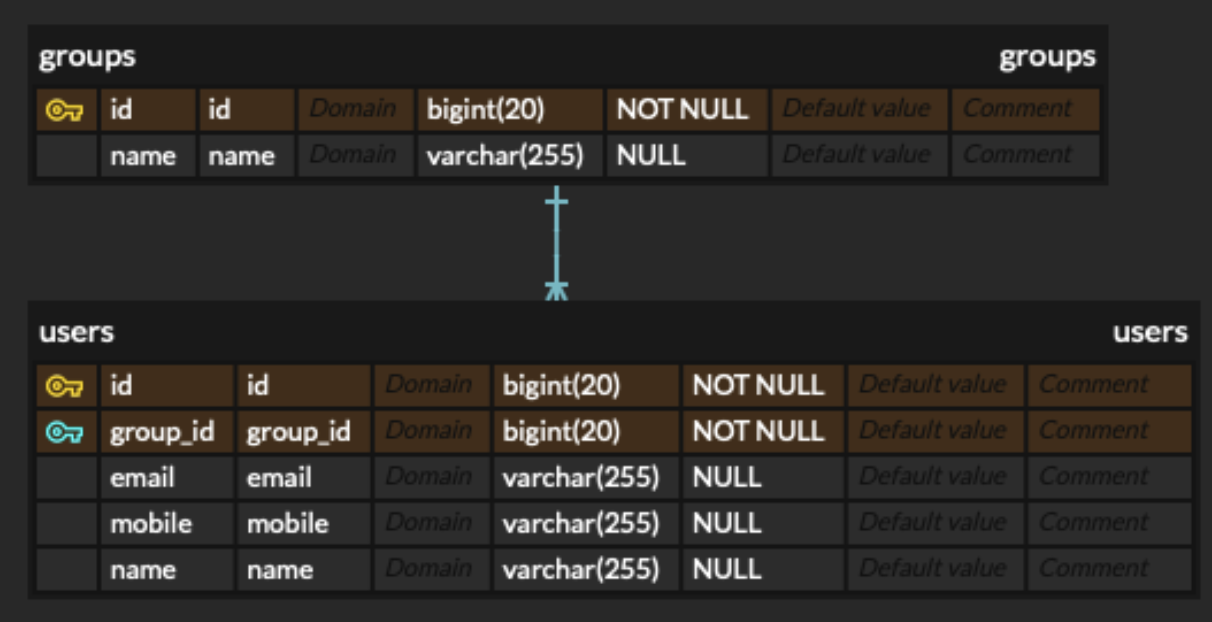 groups groups
id id Domain bigint(20) NOT NULL Default value Comment
name name Domain varchar(255) NULL Default value Comment
users users
id id Domain bigint(20) NOT NULL Default value Comment
group_id group_id Domain bigint(20) NOT NULL Default value Comment
email email Domain varchar(255) NULL Default value Comment
mobile mobile Domain varchar(255) NULL Default value Comment
name name Domain varchar(255) NULL Default value Comment